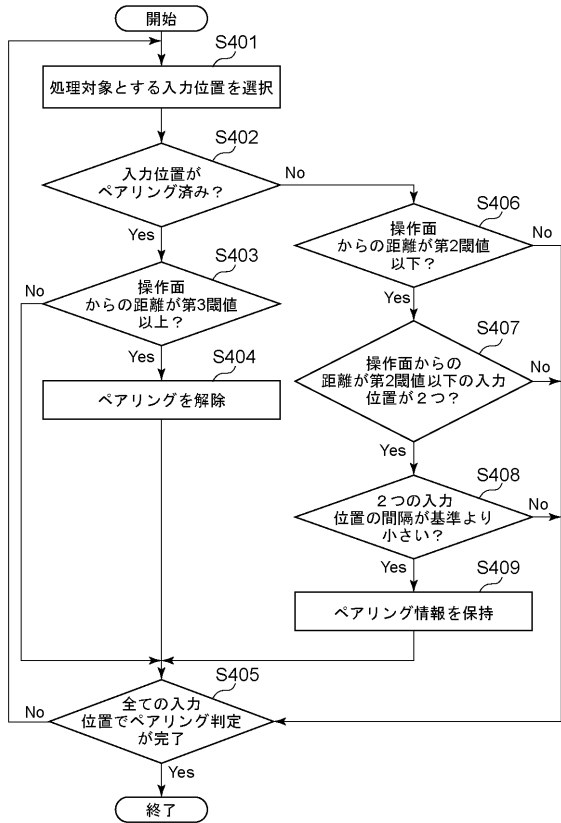 開始
S401
処理対象とする入力位置を選択
S402
入力位置が
ペアリング済み？
No
Yes
S403
操作面
からの距離が第3閾値
以上？
No
Yes
S404
ペアリングを解除
S406
操作面
からの距離が第2閾値
以下？
No
Yes
S407
操作面からの
距離が第2閾値以下の入力
位置が２つ？
No
Yes
S408
２つの入力
位置の間隔が基準より
小さい？
No
Yes
S409
ペアリング情報を保持
S405
全ての入力
位置でペアリング判定
が完了
No
Yes
終了